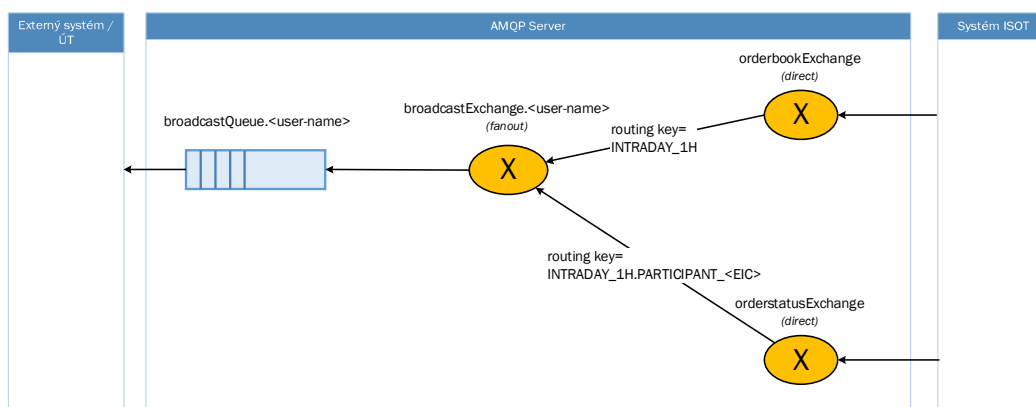 Externý systém /
ÚT
AMQP Server
Systém ISOT
orderbookExchange
(direct)
X
broadcastExchange.<user-name>
(fanout)
X
broadcastQueue.<user-name>
routing key=
INTRADAY_1H
routing key=
INTRADAY_1H.PARTICIPANT_<EIC>
orderstatusExchange
(direct)
X